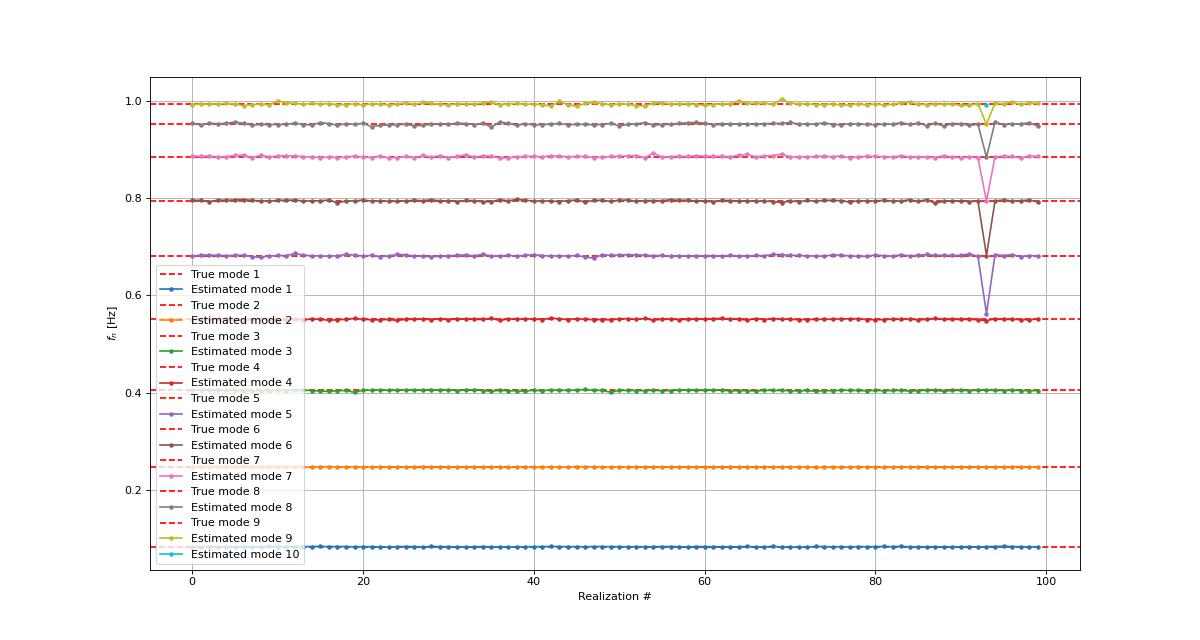 1.0
0.8
0.6
0.4
0.2
fn [Hz]
True mode 1
Estimated mode 1
True mode 2
Estimated mode 2
True mode 3
Estimated mode 3
True mode 4
Estimated mode 4
True mode 5
Estimated mode 5
True mode 6
Estimated mode 6
True mode 7
Estimated mode 7
True mode 8
Estimated mode 8
True mode 9
Estimated mode 9
Estimated mode 10
0 20 40 60 80 100
Realization #